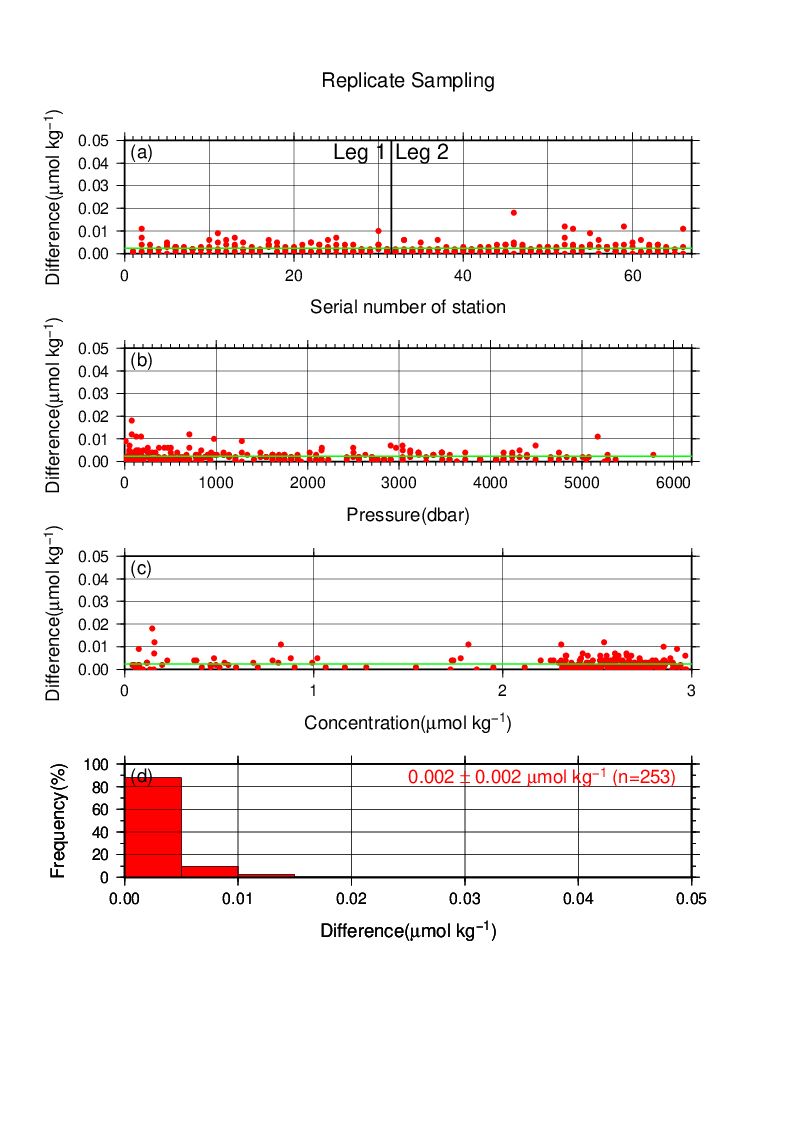 Replicate Sampling
Difference(μmol kg⁻¹)
0.05
0.04
0.03
0.02
0.01
0.00
(a)
Leg 1
Leg 2
0 20 40 60
Serial number of station
Difference(μmol kg⁻¹)
0.05
0.04
0.03
0.02
0.01
0.00
(b)
0 1000 2000 3000 4000 5000 6000
Pressure(dbar)
Difference(μmol kg⁻¹)
0.05
0.04
0.03
0.02
0.01
0.00
(c)
0 1 2 3
Concentration(μmol kg⁻¹)
Frequency(%)
100
80
60
40
20
0
(d)
0.002 ± 0.002 μmol kg⁻¹ (n=253)
0.00 0.01 0.02 0.03 0.04 0.05
Difference(μmol kg⁻¹)